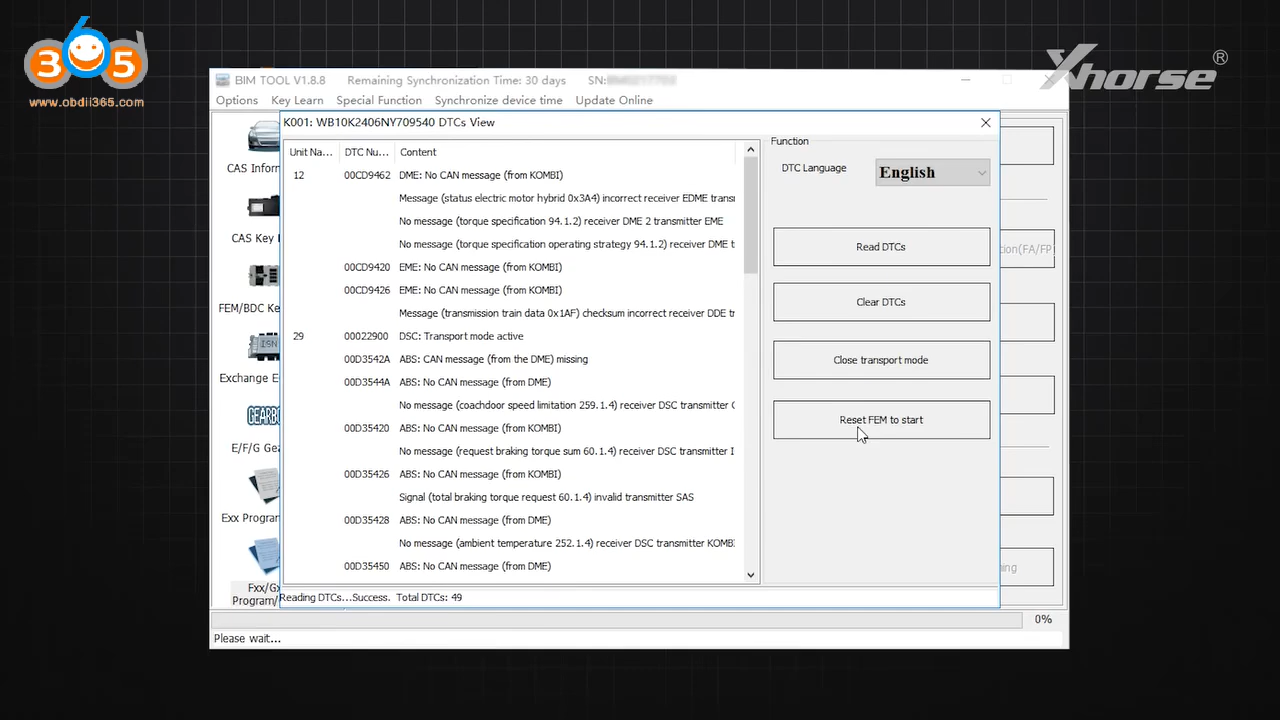 365
www.obdii365.com
Xhorse®
BIM TOOL V1.8.8 Remaining Synchronization Time: 30 days SN:
Options Key Learn Special Function Synchronize device time Update Online
K001: WB10K2406NY709540 DTCs View
Unit Na... DTC Nu... Content
12 00CD9462 DME: No CAN message (from KOMBI)
Message (status electric motor hybrid 0x3A4) incorrect receiver EDME transm
No message (torque specification 94.1.2) receiver DME 2 transmitter EME
No message (torque specification operating strategy 94.1.2) receiver DME t
00CD9420 EME: No CAN message (from KOMBI)
00CD9426 EME: No CAN message (from KOMBI)
Message (transmission train data 0x1AF) checksum incorrect receiver DDE tr
29 00022900 DSC: Transport mode active
00D3542A ABS: CAN message (from the DME) missing
00D3544A ABS: No CAN message (from DME)
No message (coachdoor speed limitation 259.1.4) receiver DSC transmitter C
00D35420 ABS: No CAN message (from KOMBI)
No message (request braking torque sum 60.1.4) receiver DSC transmitter I
00D35426 ABS: No CAN message (from KOMBI)
Signal (total braking torque request 60.1.4) invalid transmitter SAS
00D35428 ABS: No CAN message (from DME)
No message (ambient temperature 252.1.4) receiver DSC transmitter KOMBI
00D35450 ABS: No CAN message (from DME)
Reading DTCs...Success. Total DTCs: 49
Function
DTC Language English
Read DTCs
Clear DTCs
Close transport mode
Reset FEM to start
CAS Inform
CAS Key
FEM/BDC Ke
ISN
Exchange E
GEARBO
E/F/G Gea
Exx Program
Fxx/Gx
Program/
tion(FA/FP)
ing
0%
Please wait...